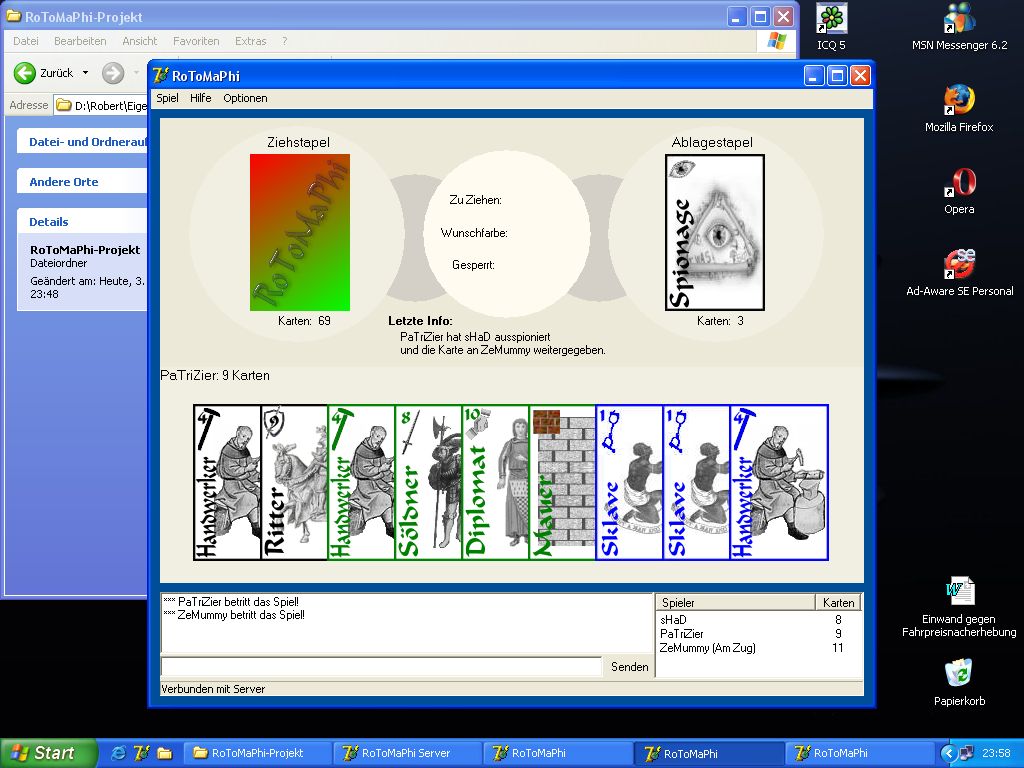 RoToMaPhi-Projekt
Datei Bearbeiten Ansicht Favoriten Extras ?
Zurück
Adresse D:\Robert\Eige
Datei- und Ordnerauf
Andere Orte
Details
RoToMaPhi-Projekt
Dateiordner
Geändert am: Heute, 3.
23:48
RoToMaPhi
Spiel Hilfe Optionen
Ziehstapel
RoToMaPhi
Karten: 69
Zu Ziehen:
Wunschfarbe:
Gesperrt:
Ablagestapel
Spionage
Karten: 3
Letzte Info:
PaTriZier hat sHaD ausspioniert
und die Karte an ZeMummy weitergegeben.
PaTriZier: 9 Karten
4 Handwerker
9 Ritter
4 Handwerker
8 Söldner
10 Diplomat
Mauer
1 Sklave
1 Sklave
4 Handwerker
*** PaTriZier betritt das Spiel!
*** ZeMummy betritt das Spiel!
Senden
Spieler Karten
sHaD 8
PaTriZier 9
ZeMummy (Am Zug) 11
Verbunden mit Server
ICQ 5
MSN Messenger 6.2
Mozilla Firefox
Opera
Ad-Aware SE Personal
Einwand gegen
Fahrpreisnacherhebung
Papierkorb
Start
RoToMaPhi-Projekt
RoToMaPhi Server
RoToMaPhi
RoToMaPhi
RoToMaPhi
23:58